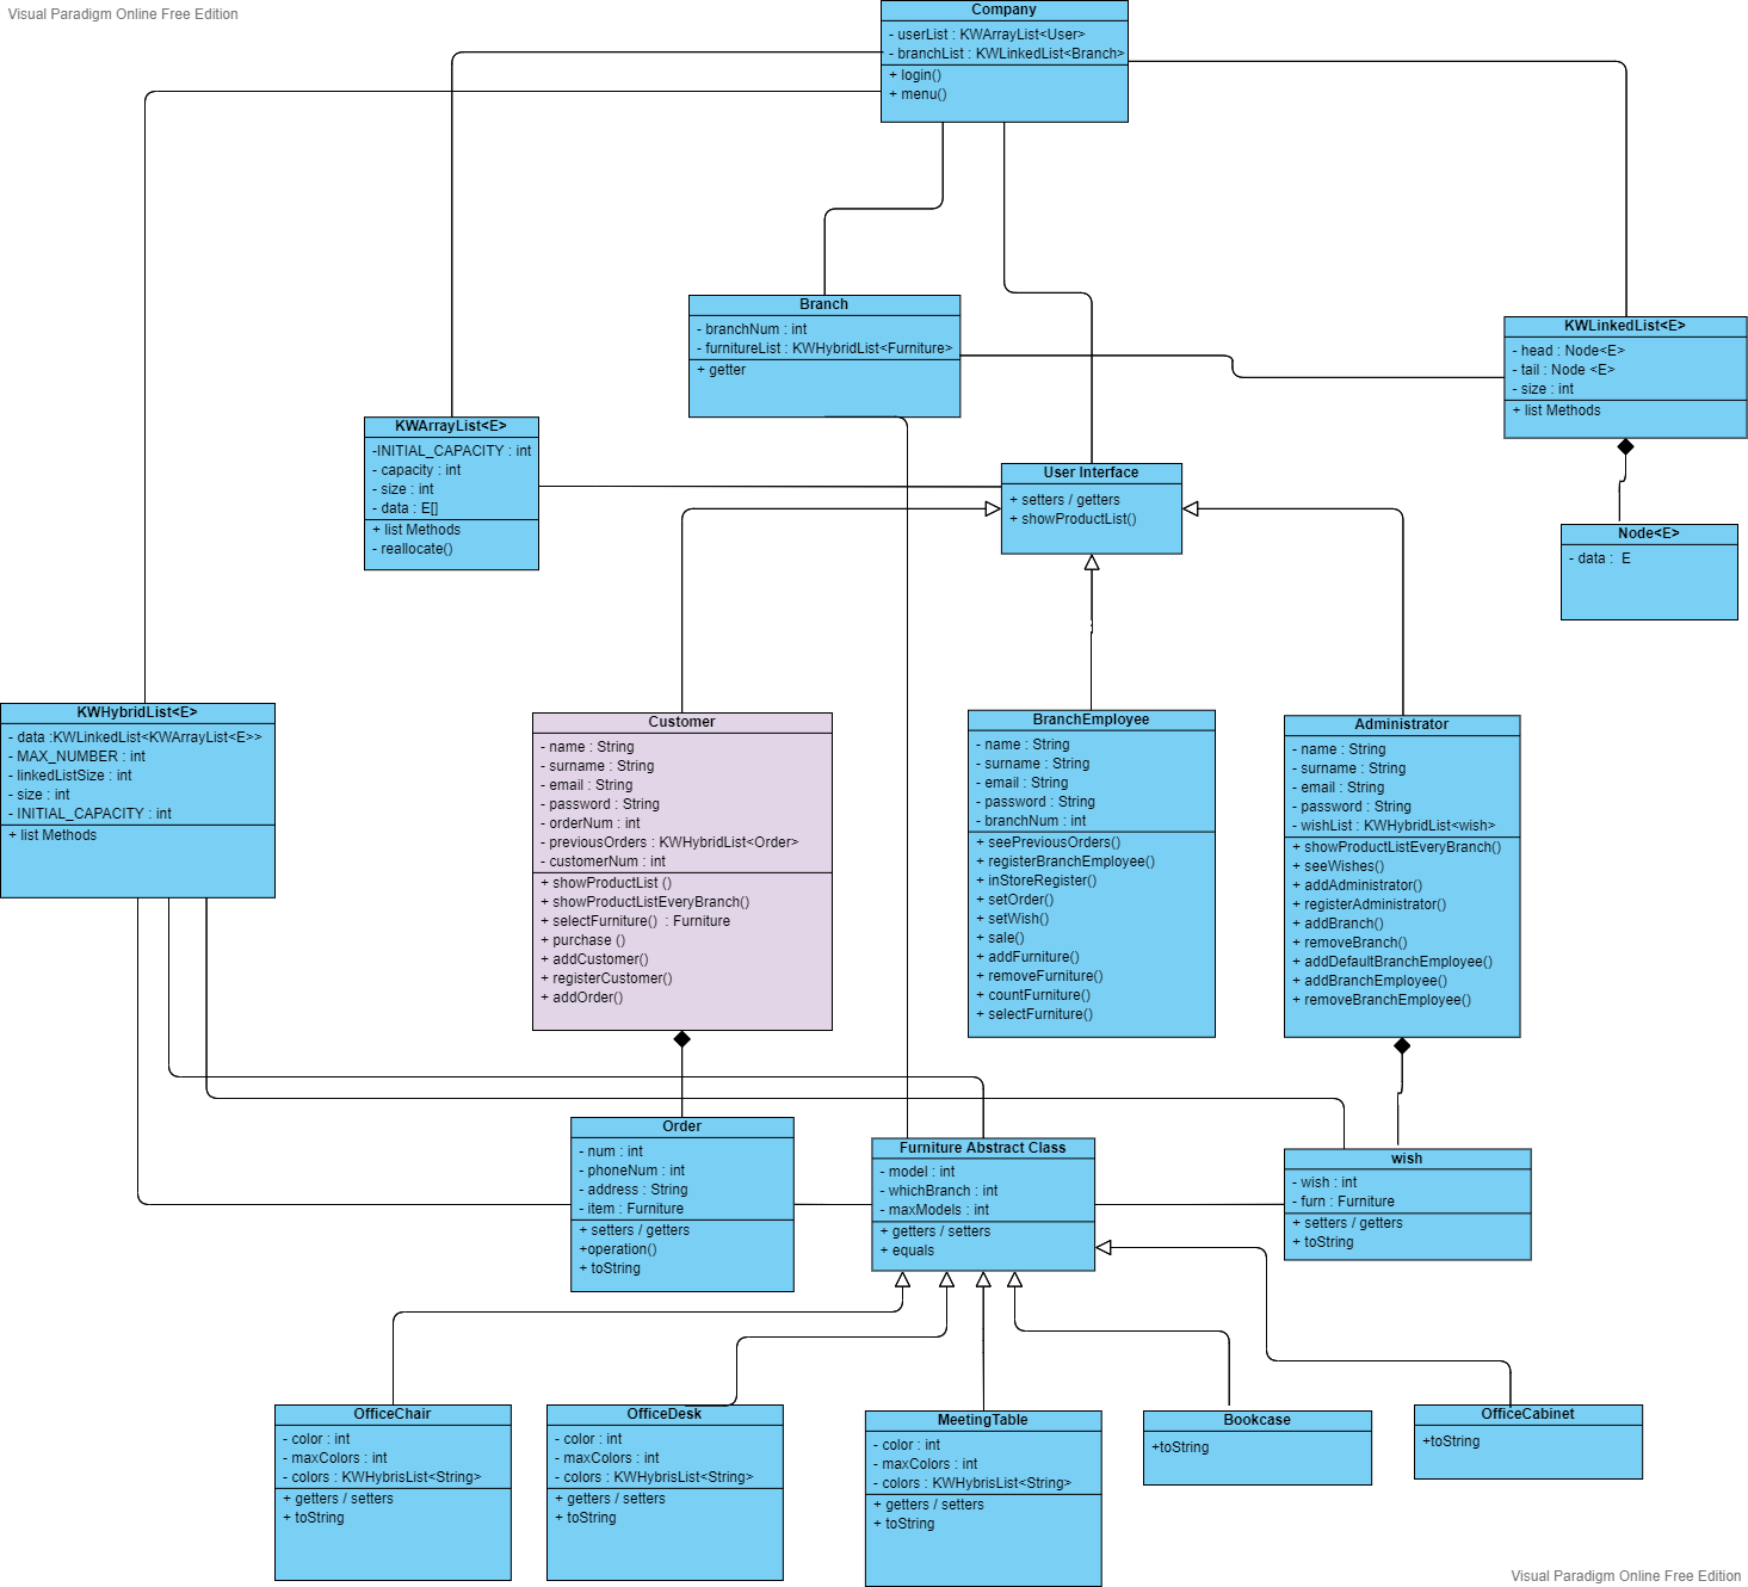 Visual Paradigm Online Free Edition
Company
- userList : KWArrayList<User>
- branchList : KWLinkedList<Branch>
+ login()
+ menu()
Branch
- branchNum : int
- furnitureList : KWHybridList<Furniture>
+ getter
KWLinkedList<E>
- head : Node<E>
- tail : Node <E>
- size : int
+ list Methods
KWArrayList<E>
-INITIAL_CAPACITY : int
- capacity : int
- size : int
- data : E[]
+ list Methods
- reallocate()
User Interface
+ setters / getters
+ showProductList()
Node<E>
- data :  E
KWHybridList<E>
- data :KWLinkedList<KWArrayList<E>>
- MAX_NUMBER : int
- linkedListSize : int
- size : int
- INITIAL_CAPACITY : int
+ list Methods
Customer
- name : String
- surname : String
- email : String
- password : String
- orderNum : int
- previousOrders : KWHybridList<Order>
- customerNum : int
+ showProductList ()
+ showProductListEveryBranch()
+ selectFurniture()  : Furniture
+ purchase ()
+ addCustomer()
+ registerCustomer()
+ addOrder()
BranchEmployee
- name : String
- surname : String
- email : String
- password : String
- branchNum : int
+ seePreviousOrders()
+ registerBranchEmployee()
+ inStoreRegister()
+ setOrder()
+ setWish()
+ sale()
+ addFurniture()
+ removeFurniture()
+ countFurniture()
+ selectFurniture()
Administrator
- name : String
- surname : String
- email : String
- password : String
- wishList : KWHybridList<wish>
+ showProductListEveryBranch()
+ seeWishes()
+ addAdministrator()
+ registerAdministrator()
+ addBranch()
+ removeBranch()
+ addDefaultBranchEmployee()
+ addBranchEmployee()
+ removeBranchEmployee()
Order
- num : int
- phoneNum : int
- address : String
- item : Furniture
+ setters / getters
+operation()
+ toString
Furniture Abstract Class
- model : int
- whichBranch : int
- maxModels : int
+ getters / setters
+ equals
wish
- wish : int
- furn : Furniture
+ setters / getters
+ toString
OfficeChair
- color : int
- maxColors : int
- colors : KWHybrisList<String>
+ getters / setters
+ toString
OfficeDesk
- color : int
- maxColors : int
- colors : KWHybrisList<String>
+ getters / setters
+ toString
MeetingTable
- color : int
- maxColors : int
- colors : KWHybrisList<String>
+ getters / setters
+ toString
Bookcase
+toString
OfficeCabinet
+toString
Visual Paradigm Online Free Edition